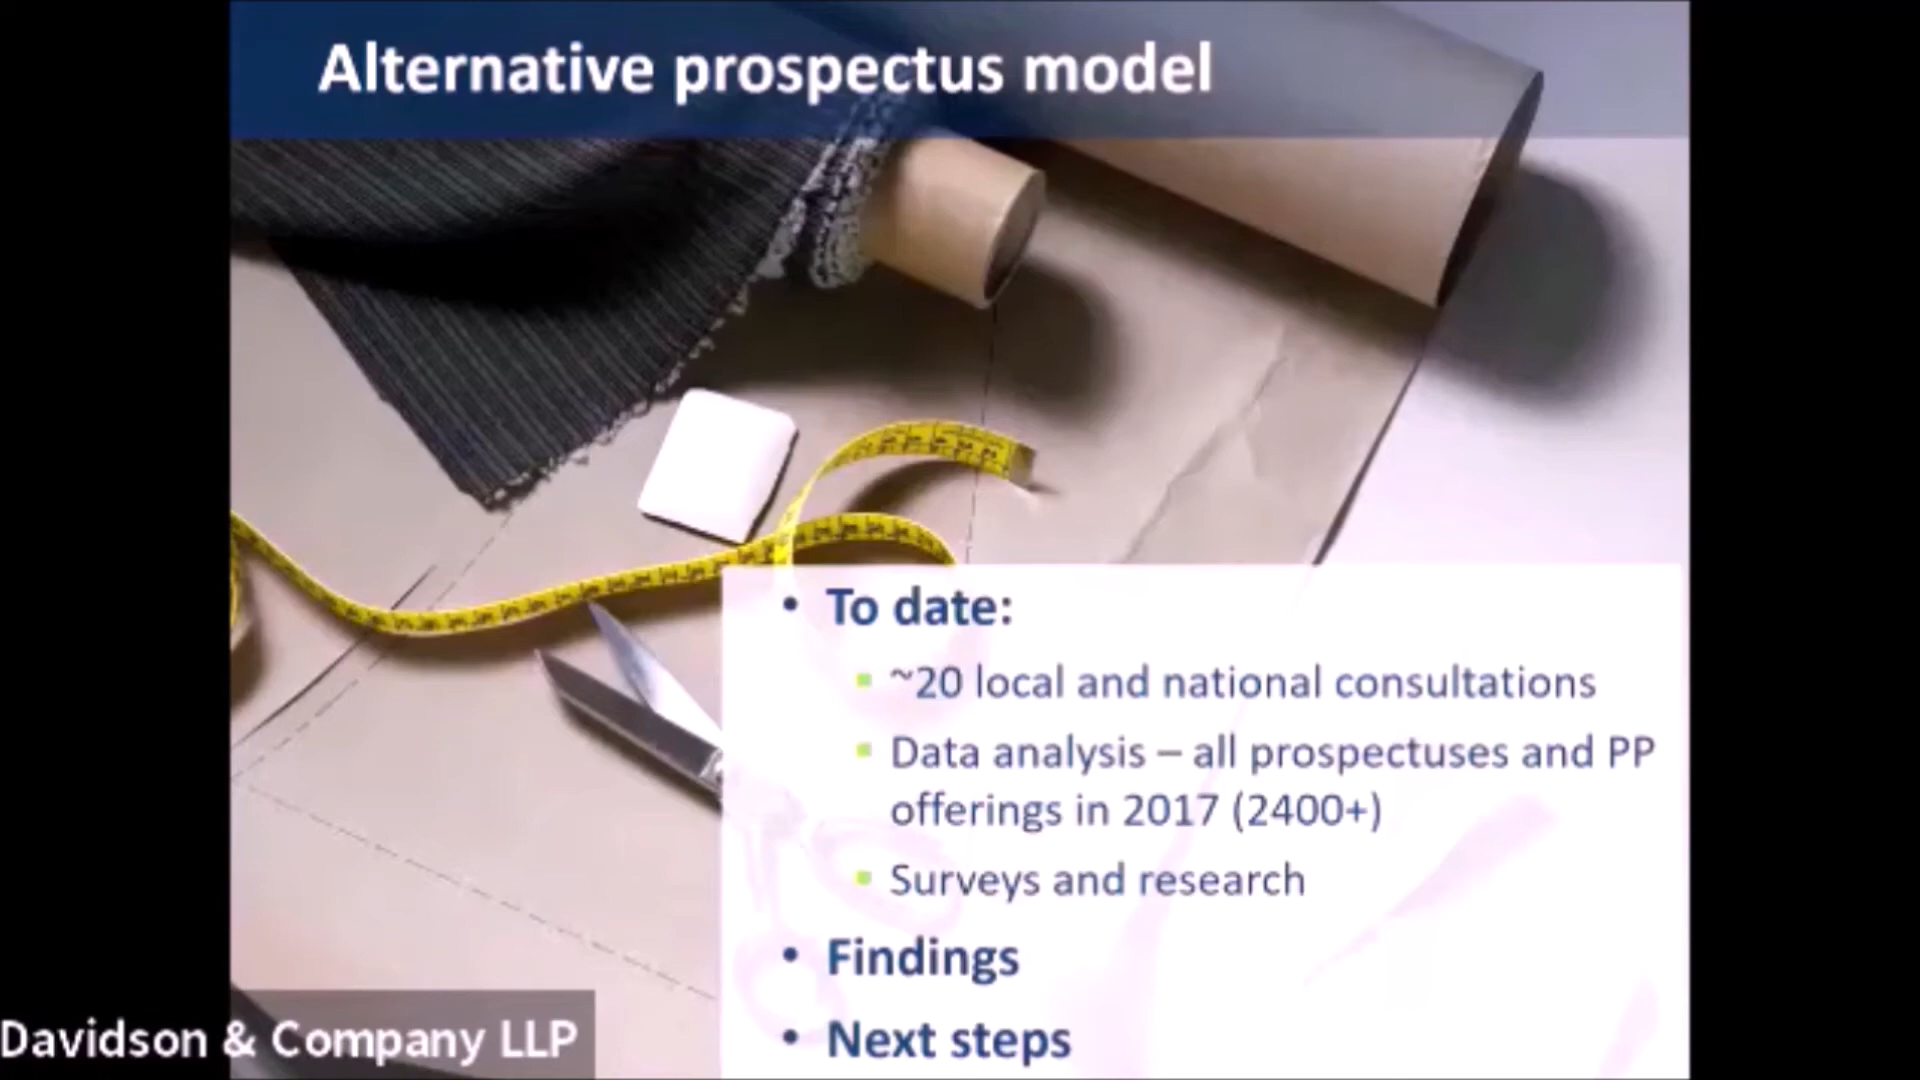 Alternative prospectus model
• To date:
▪ ~20 local and national consultations
▪ Data analysis – all prospectuses and PP
offerings in 2017 (2400+)
▪ Surveys and research
• Findings
• Next steps
Davidson & Company LLP